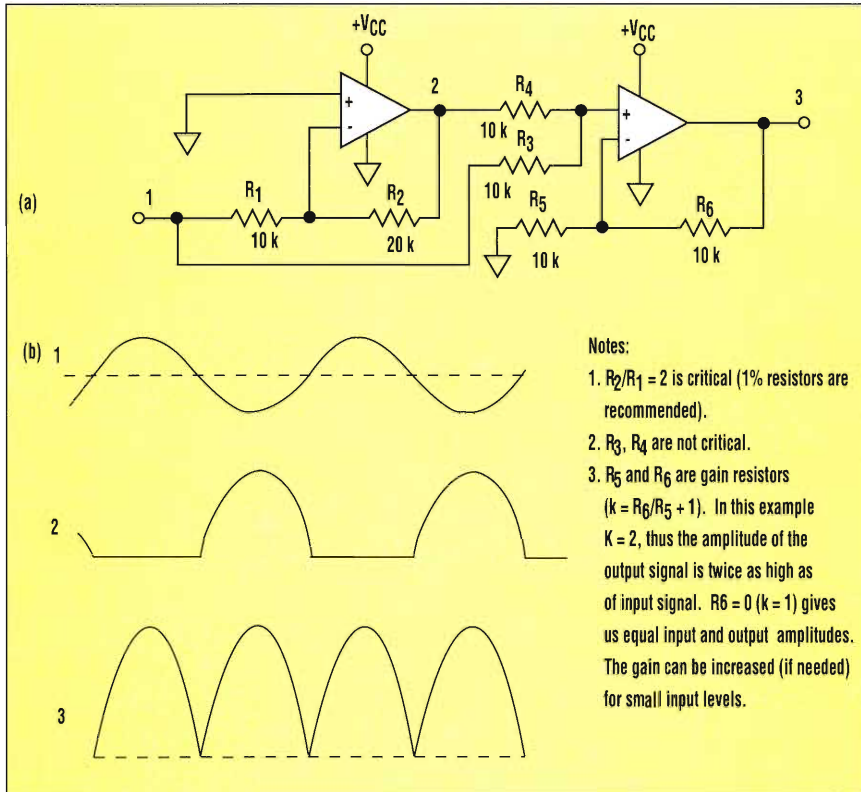 +VCC
+VCC
2
R4
3
+
-
10 k
R3
+
-
1
R1
R2
10 k
R5
R6
(a)
10 k
20 k
10 k
10 k
(b) 1
2
3
Notes:
1. R2/R1 = 2 is critical (1% resistors are
recommended).
2. R3, R4 are not critical.
3. R5 and R6 are gain resistors
(k = R6/R5 + 1). In this example
K = 2, thus the amplitude of the
output signal is twice as high as
of input signal. R6 = 0 (k = 1) gives
us equal input and output amplitudes.
The gain can be increased (if needed)
for small input levels.